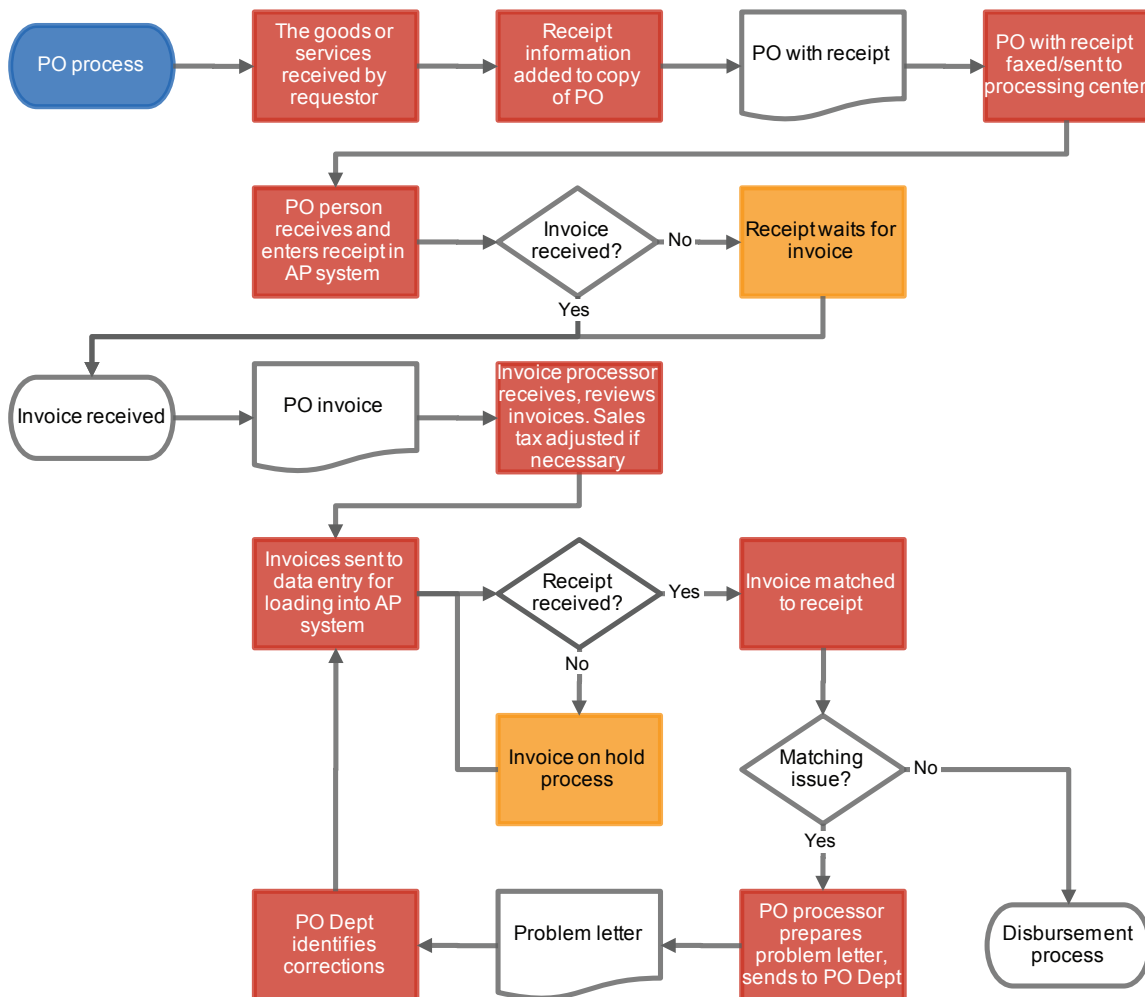 PO process
The goods or
services
received by
requestor
Receipt
information
added to copy
of PO
PO with receipt
PO with receipt
faxed/sent to
processing center
PO person
receives and
enters receipt in
AP system
Invoice
received?
No
Receipt waits for
invoice
Yes
Invoice received
PO invoice
Invoice processor
receives, reviews
invoices. Sales
tax adjusted if
necessary
Invoices sent to
data entry for
loading into AP
system
Receipt
received?
Yes
Invoice matched
to receipt
No
Invoice on hold
process
Matching
issue?
No
Yes
PO Dept
identifies
corrections
Problem letter
PO processor
prepares
problem letter,
sends to PO Dept
Disbursement
process